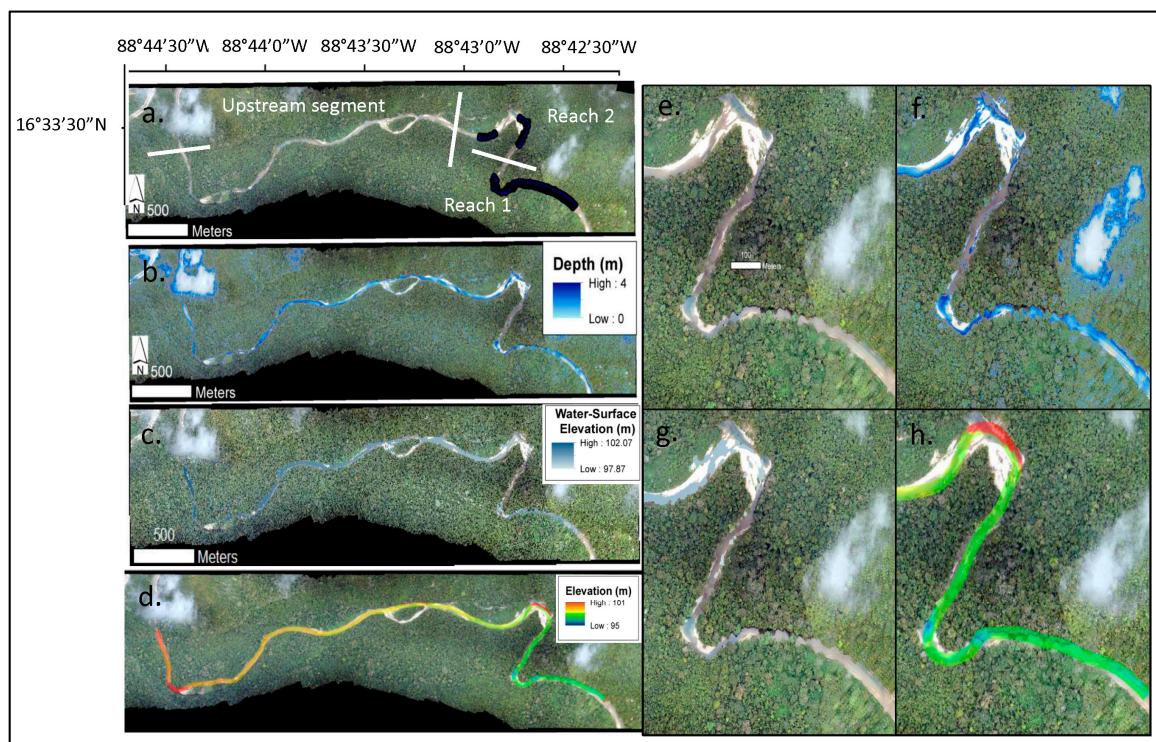 88°44’30”W 88°44’0”W 88°43’30”W 88°43’0”W 88°42’30”W
16°33’30”N
a.
Upstream segment
Reach 2
Reach 1
N
500
Meters
b.
Depth (m)
High : 4
Low : 0
N
500
Meters
c.
Water-Surface
Elevation (m)
High : 102.07
Low : 97.87
500
Meters
d.
Elevation (m)
High : 101
Low : 95
e.
100
Meters
f.
g.
h.